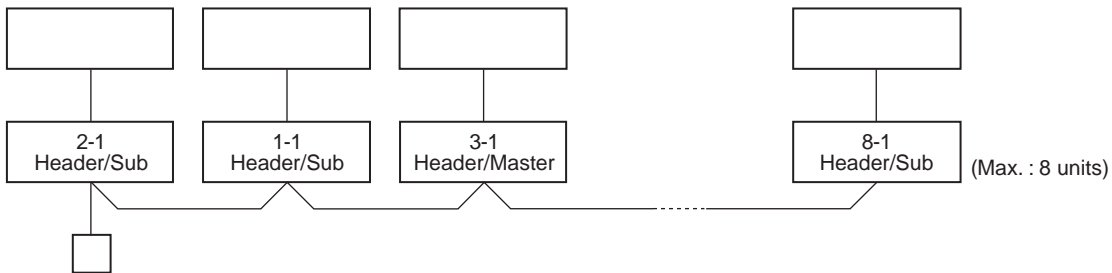 2-1
Header/Sub
1-1
Header/Sub
3-1
Header/Master
8-1
Header/Sub
(Max. : 8 units)